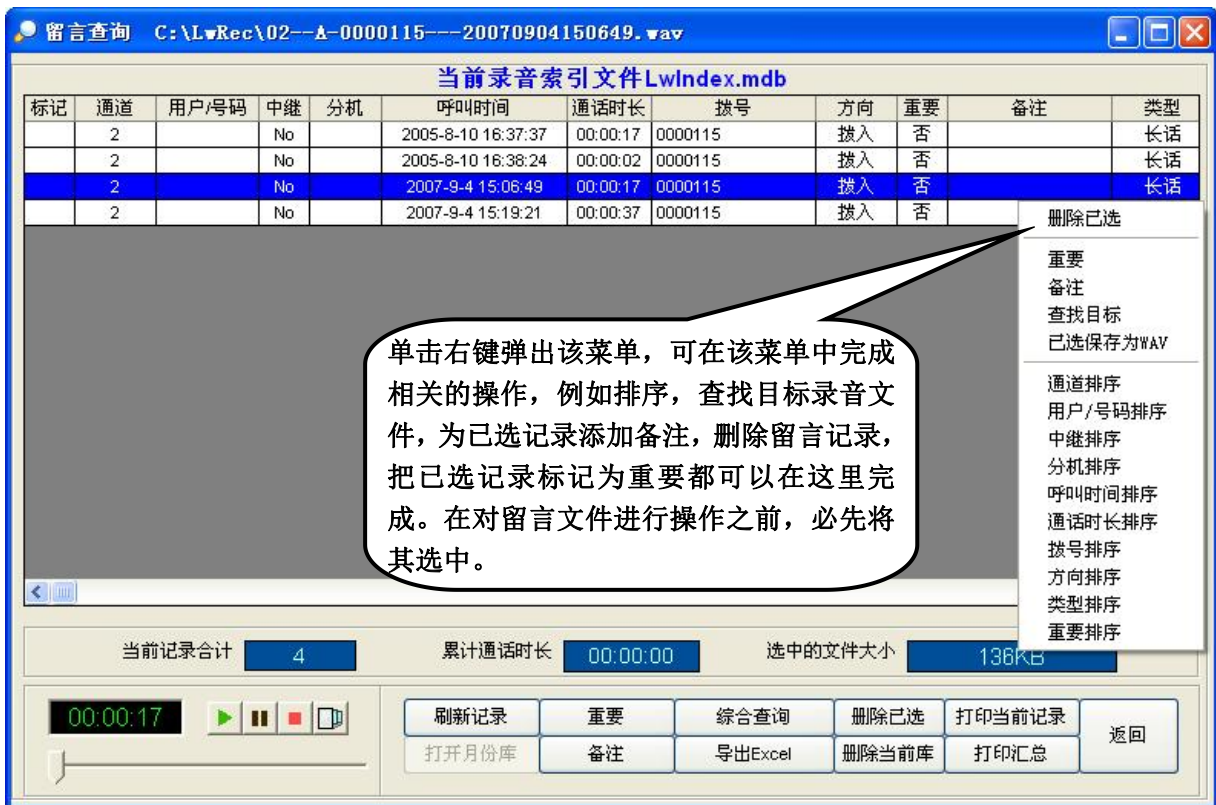 留言查询 C:\LwRec\02--A-0000115---20070904150649.wav
当前录音索引文件LwIndex.mdb
标记 通道 用户/号码 中继 分机 呼叫时间 通话时长 拨号 方向 重要 备注 类型
2 No 2005-8-10 16:37:37 00:00:17 0000115 拨入 否 长话
2 No 2005-8-10 16:38:24 00:00:02 0000115 拨入 否 长话
2 No 2007-9-4 15:06:49 00:00:17 0000115 拨入 否 长话
2 No 2007-9-4 15:19:21 00:00:37 0000115 拨入 否
删除已选
重要
备注
查找目标
已选保存为WAV
通道排序
用户/号码排序
中继排序
分机排序
呼叫时间排序
通话时长排序
拨号排序
方向排序
类型排序
重要排序
单击右键弹出该菜单，可在该菜单中完成
相关的操作，例如排序，查找目标录音文
件，为已选记录添加备注，删除留言记录，
把已选记录标记为重要都可以在这里完
成。在对留言文件进行操作之前，必先将
其选中。
当前记录合计 4 累计通话时长 00:00:00 选中的文件大小 136KB
00:00:17
刷新记录 重要 综合查询 删除已选 打印当前记录 返回
打开月份库 备注 导出Excel 删除当前库 打印汇总